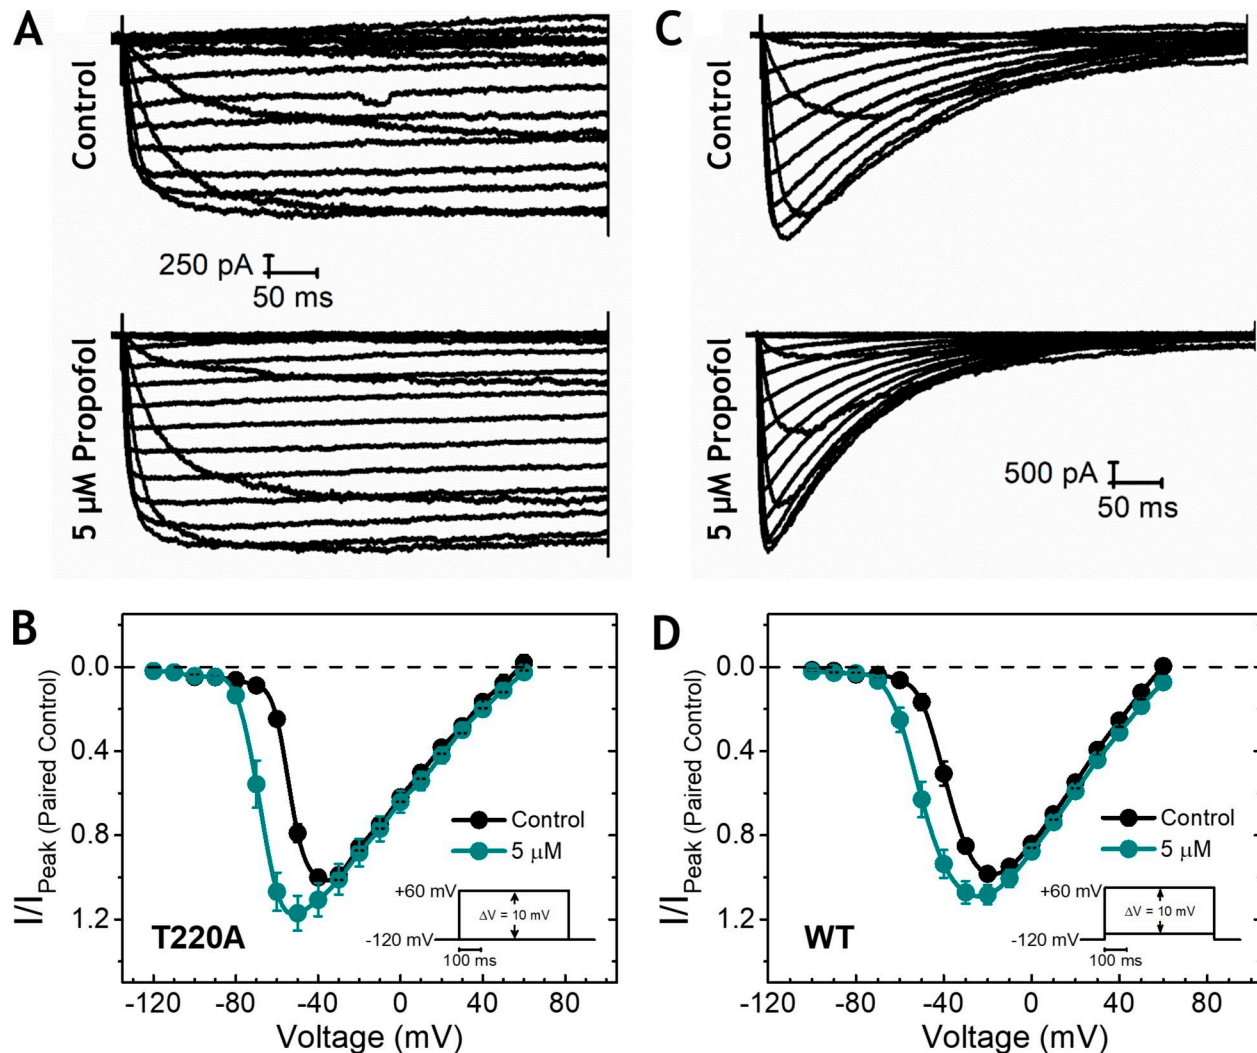 A
Control
250 pA
50 ms
5 µM Propofol
C
Control
5 µM Propofol
500 pA
50 ms
B
I/I Peak (Paired Control)
0.0
0.4
0.8
1.2
Control
5 µM
+60 mV
ΔV = 10 mV
-120 mV
100 ms
T220A
-120 -80 -40 0 40 80
Voltage (mV)
D
I/I Peak (Paired Control)
0.0
0.4
0.8
1.2
Control
5 µM
+60 mV
ΔV = 10 mV
-120 mV
100 ms
WT
-120 -80 -40 0 40 80
Voltage (mV)